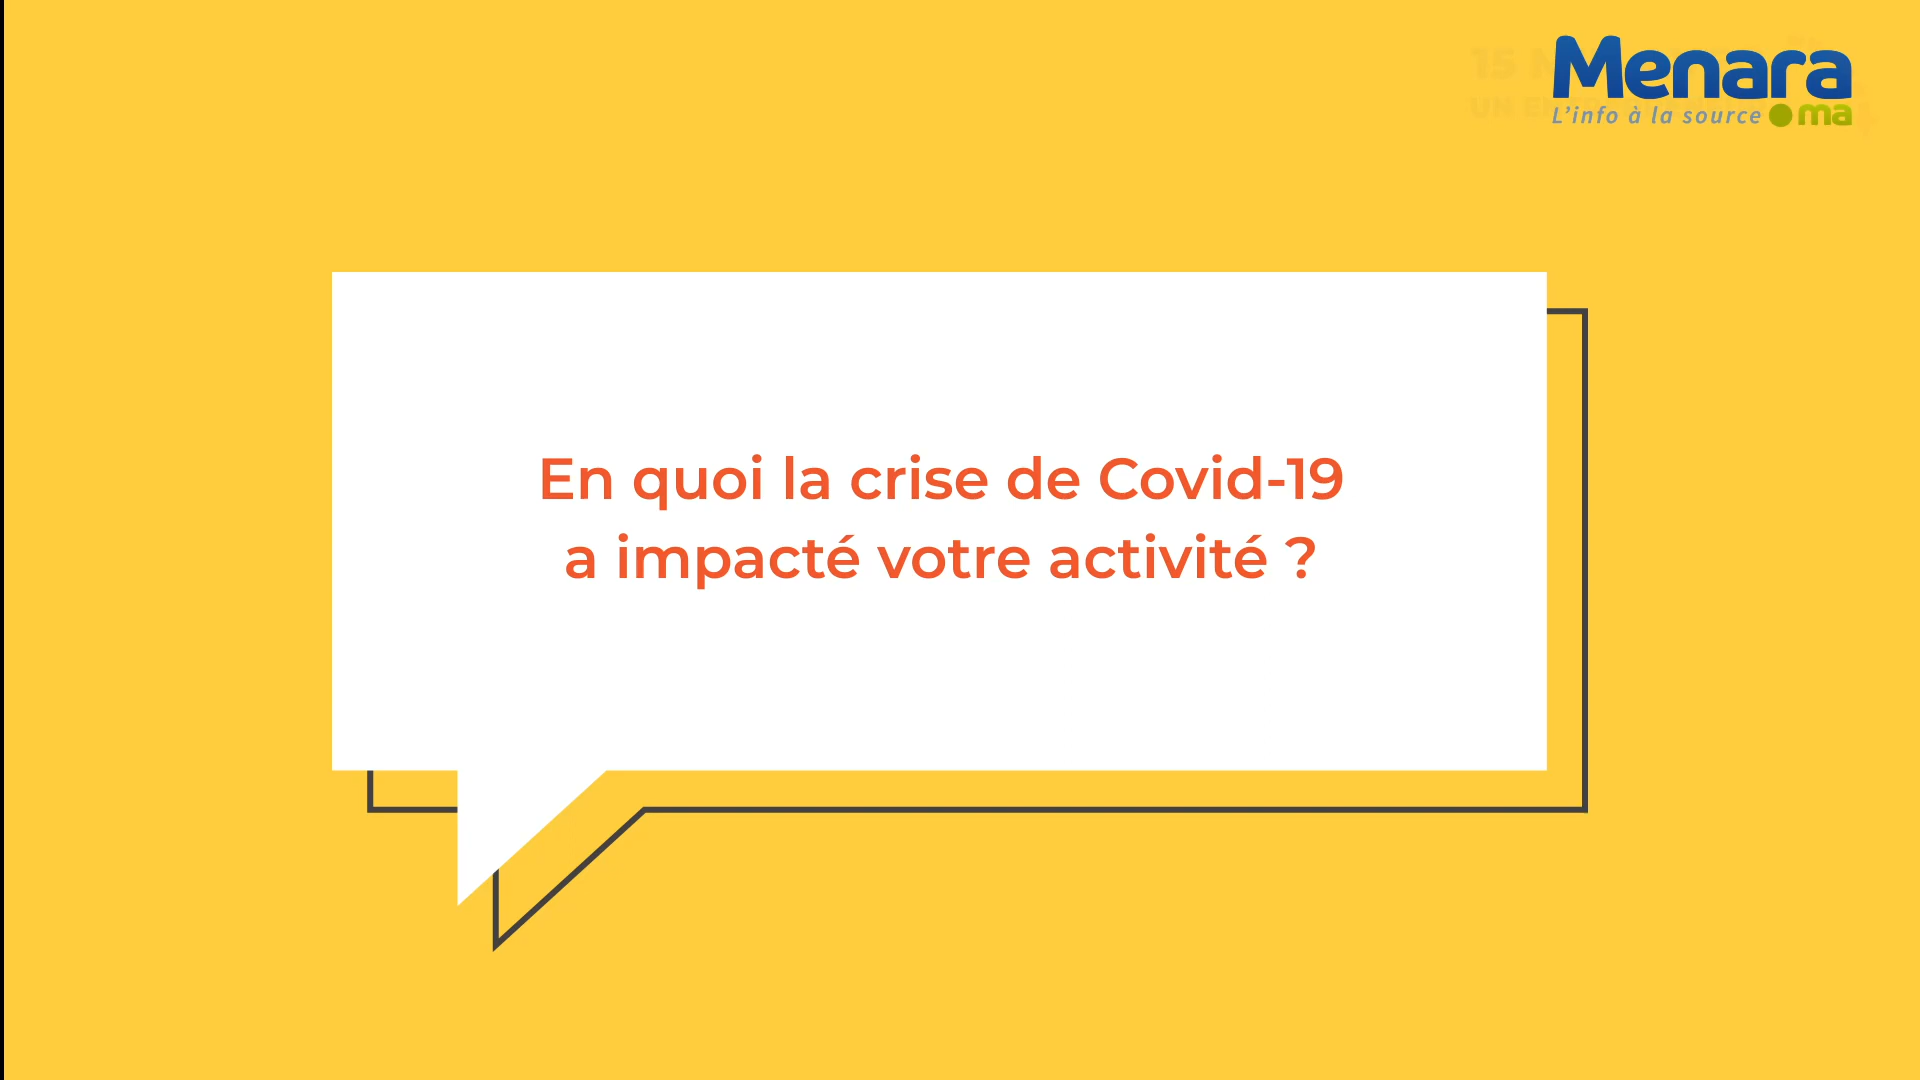 Menara
L'info à la source .ma
En quoi la crise de Covid-19
a impacté votre activité ?